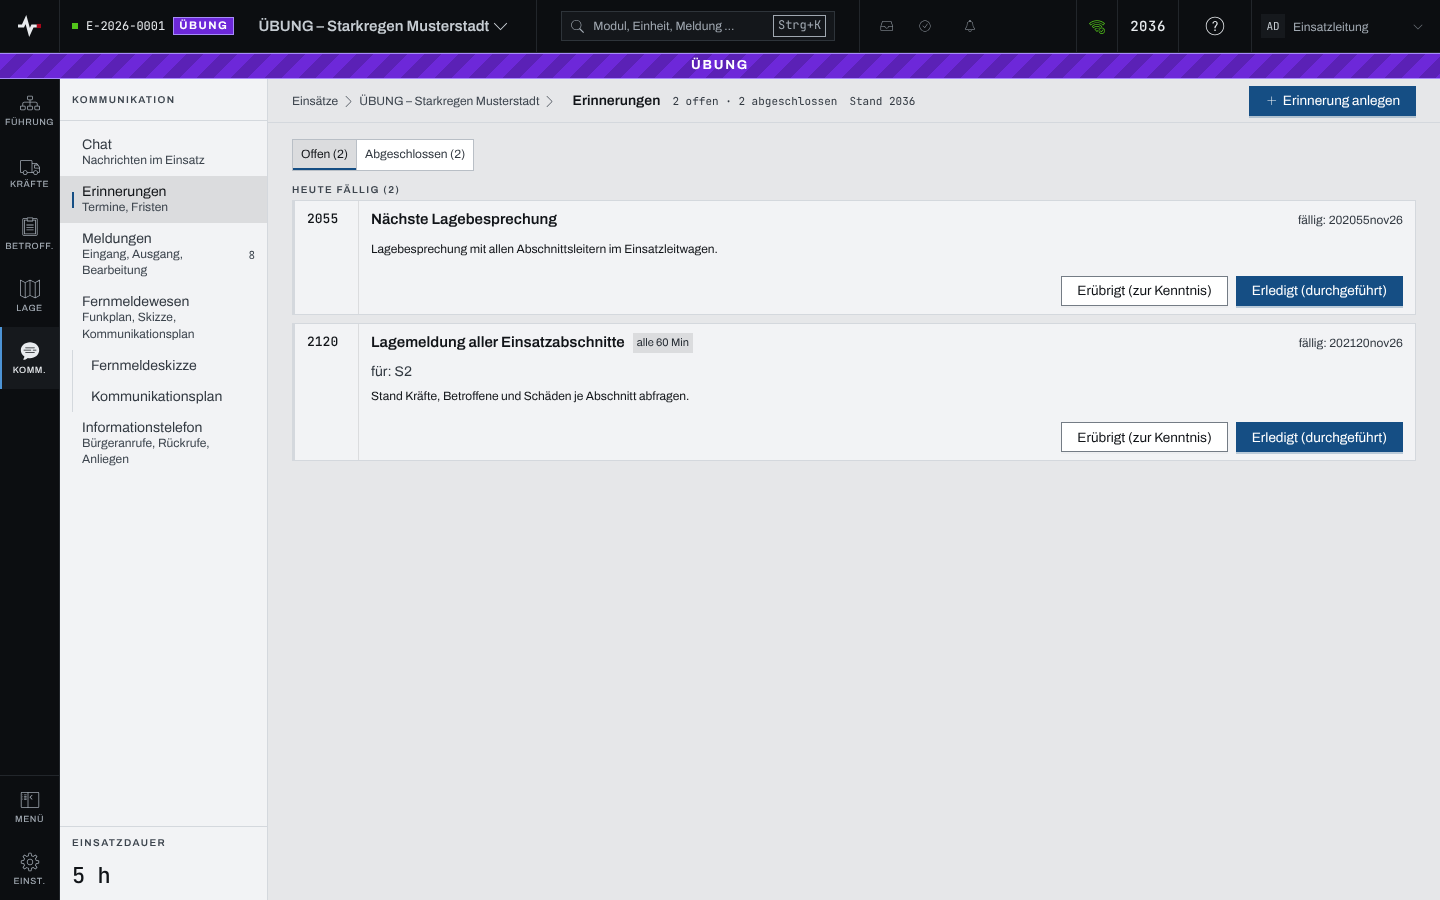 E-2026-0001 ÜBUNG ÜBUNG – Starkregen Musterstadt Modul, Einheit, Meldung ... Strg+K 2036 ? AD Einsatzleitung
ÜBUNG
FÜHRUNG
KRÄFTE
BETROFF.
LAGE
KOMM.
MENÜ
EINST.
KOMMUNIKATION
Chat
Nachrichten im Einsatz
Erinnerungen
Termine, Fristen
Meldungen
Eingang, Ausgang,
Bearbeitung
8
Fernmeldewesen
Funkplan, Skizze,
Kommunikationsplan
Fernmeldeskizze
Kommunikationsplan
Informationstelefon
Bürgeranrufe, Rückrufe,
Anliegen
EINSATZDAUER
5 h
Einsätze ÜBUNG – Starkregen Musterstadt Erinnerungen 2 offen · 2 abgeschlossen Stand 2036
+ Erinnerung anlegen
Offen (2) Abgeschlossen (2)
HEUTE FÄLLIG (2)
2055 Nächste Lagebesprechung fällig: 202055nov26
Lagebesprechung mit allen Abschnittsleitern im Einsatzleitwagen.
Erübrigt (zur Kenntnis) Erledigt (durchgeführt)
2120 Lagemeldung aller Einsatzabschnitte alle 60 Min fällig: 202120nov26
für: S2
Stand Kräfte, Betroffene und Schäden je Abschnitt abfragen.
Erübrigt (zur Kenntnis) Erledigt (durchgeführt)